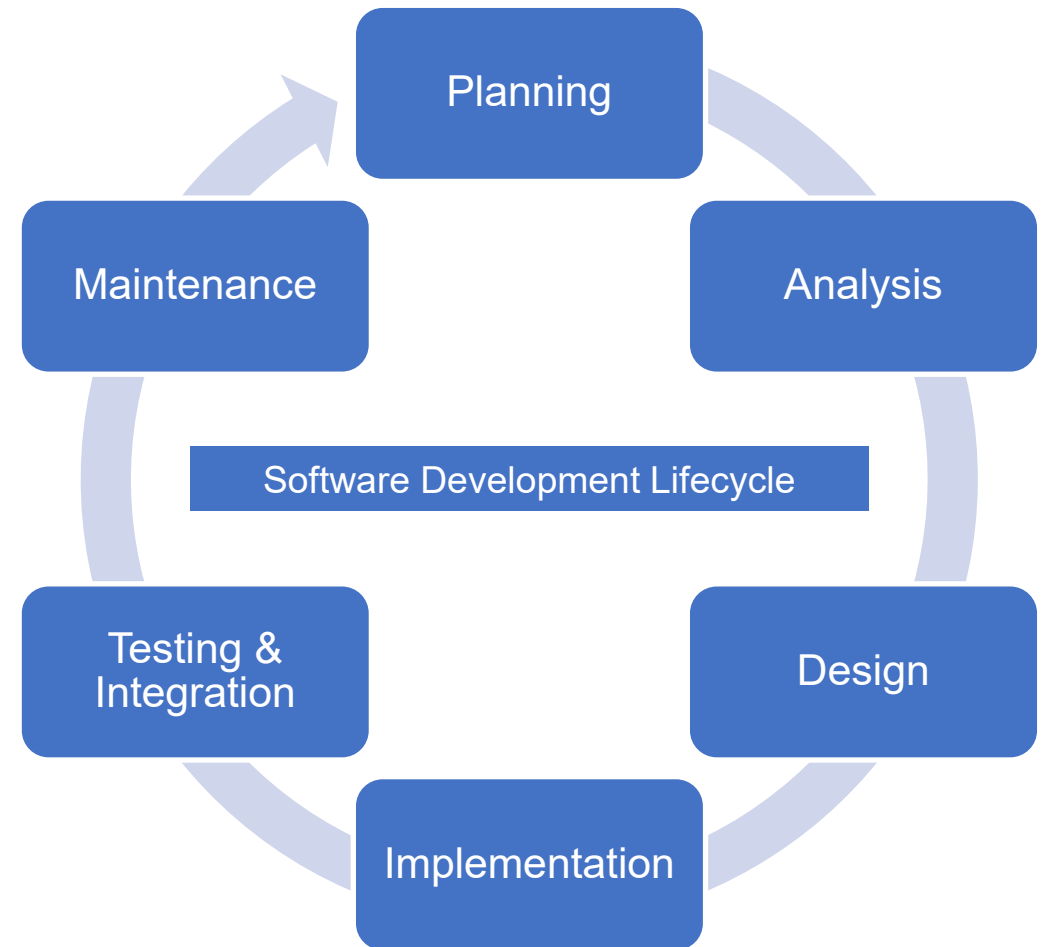 Planning
Analysis
Design
Implementation
Testing &
Integration
Maintenance
Software Development Lifecycle